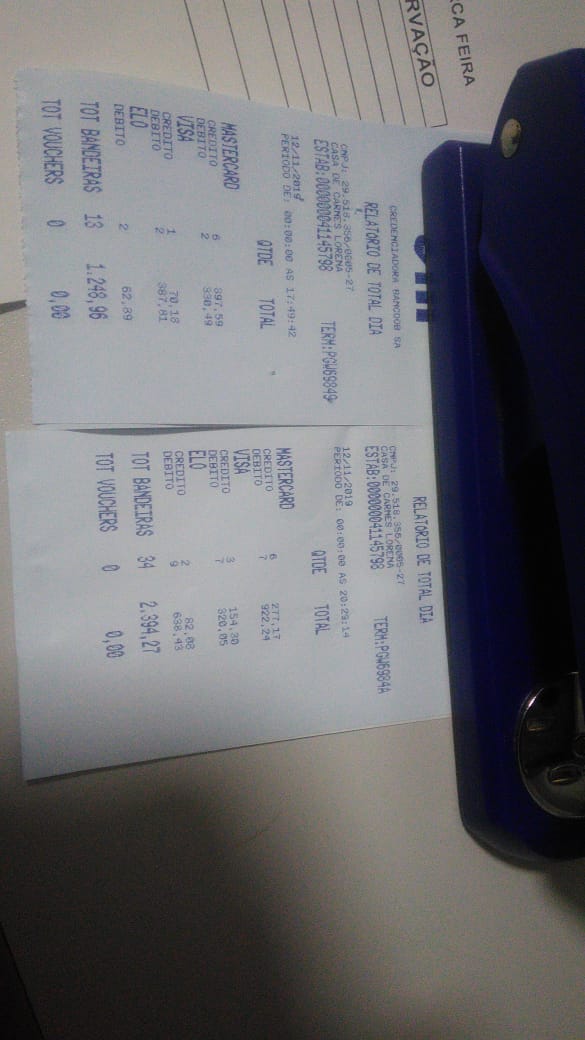 RÇA FEIRA
RVAÇÃO
CREDENCIADORA BANCOOB SA
RELATORIO DE TOTAL DIA
CNPJ: 29.518.356/0005-27
CASA DE CARNES LORENA
ESTAB:000000041145798 TERM:PGW69849
12/11/2019
PERIODO DE: 00:00:00 AS 17:49:42
QTDE TOTAL
MASTERCARD
CREDITO 6 397,59
DEBITO 2 330,49
VISA
CREDITO 1 70,18
DEBITO 2 387,81
ELO
DEBITO 2 62,89
TOT BANDEIRAS 13 1.248,96
TOT VOUCHERS 0 0,00
RELATORIO DE TOTAL DIA
CNPJ: 29.518.356/0005-27
CASA DE CARNES LORENA
ESTAB:000000041145798 TERM:PGW6984A
12/11/2019
PERIODO DE: 00:00:00 AS 20:29:14
QTDE TOTAL
MASTERCARD
CREDITO 6 277,17
DEBITO 7 922,24
VISA
CREDITO 3 154,30
DEBITO 7 320,05
ELO
CREDITO 2 82,08
DEBITO 9 638,43
TOT BANDEIRAS 34 2.394,27
TOT VOUCHERS 0 0,00